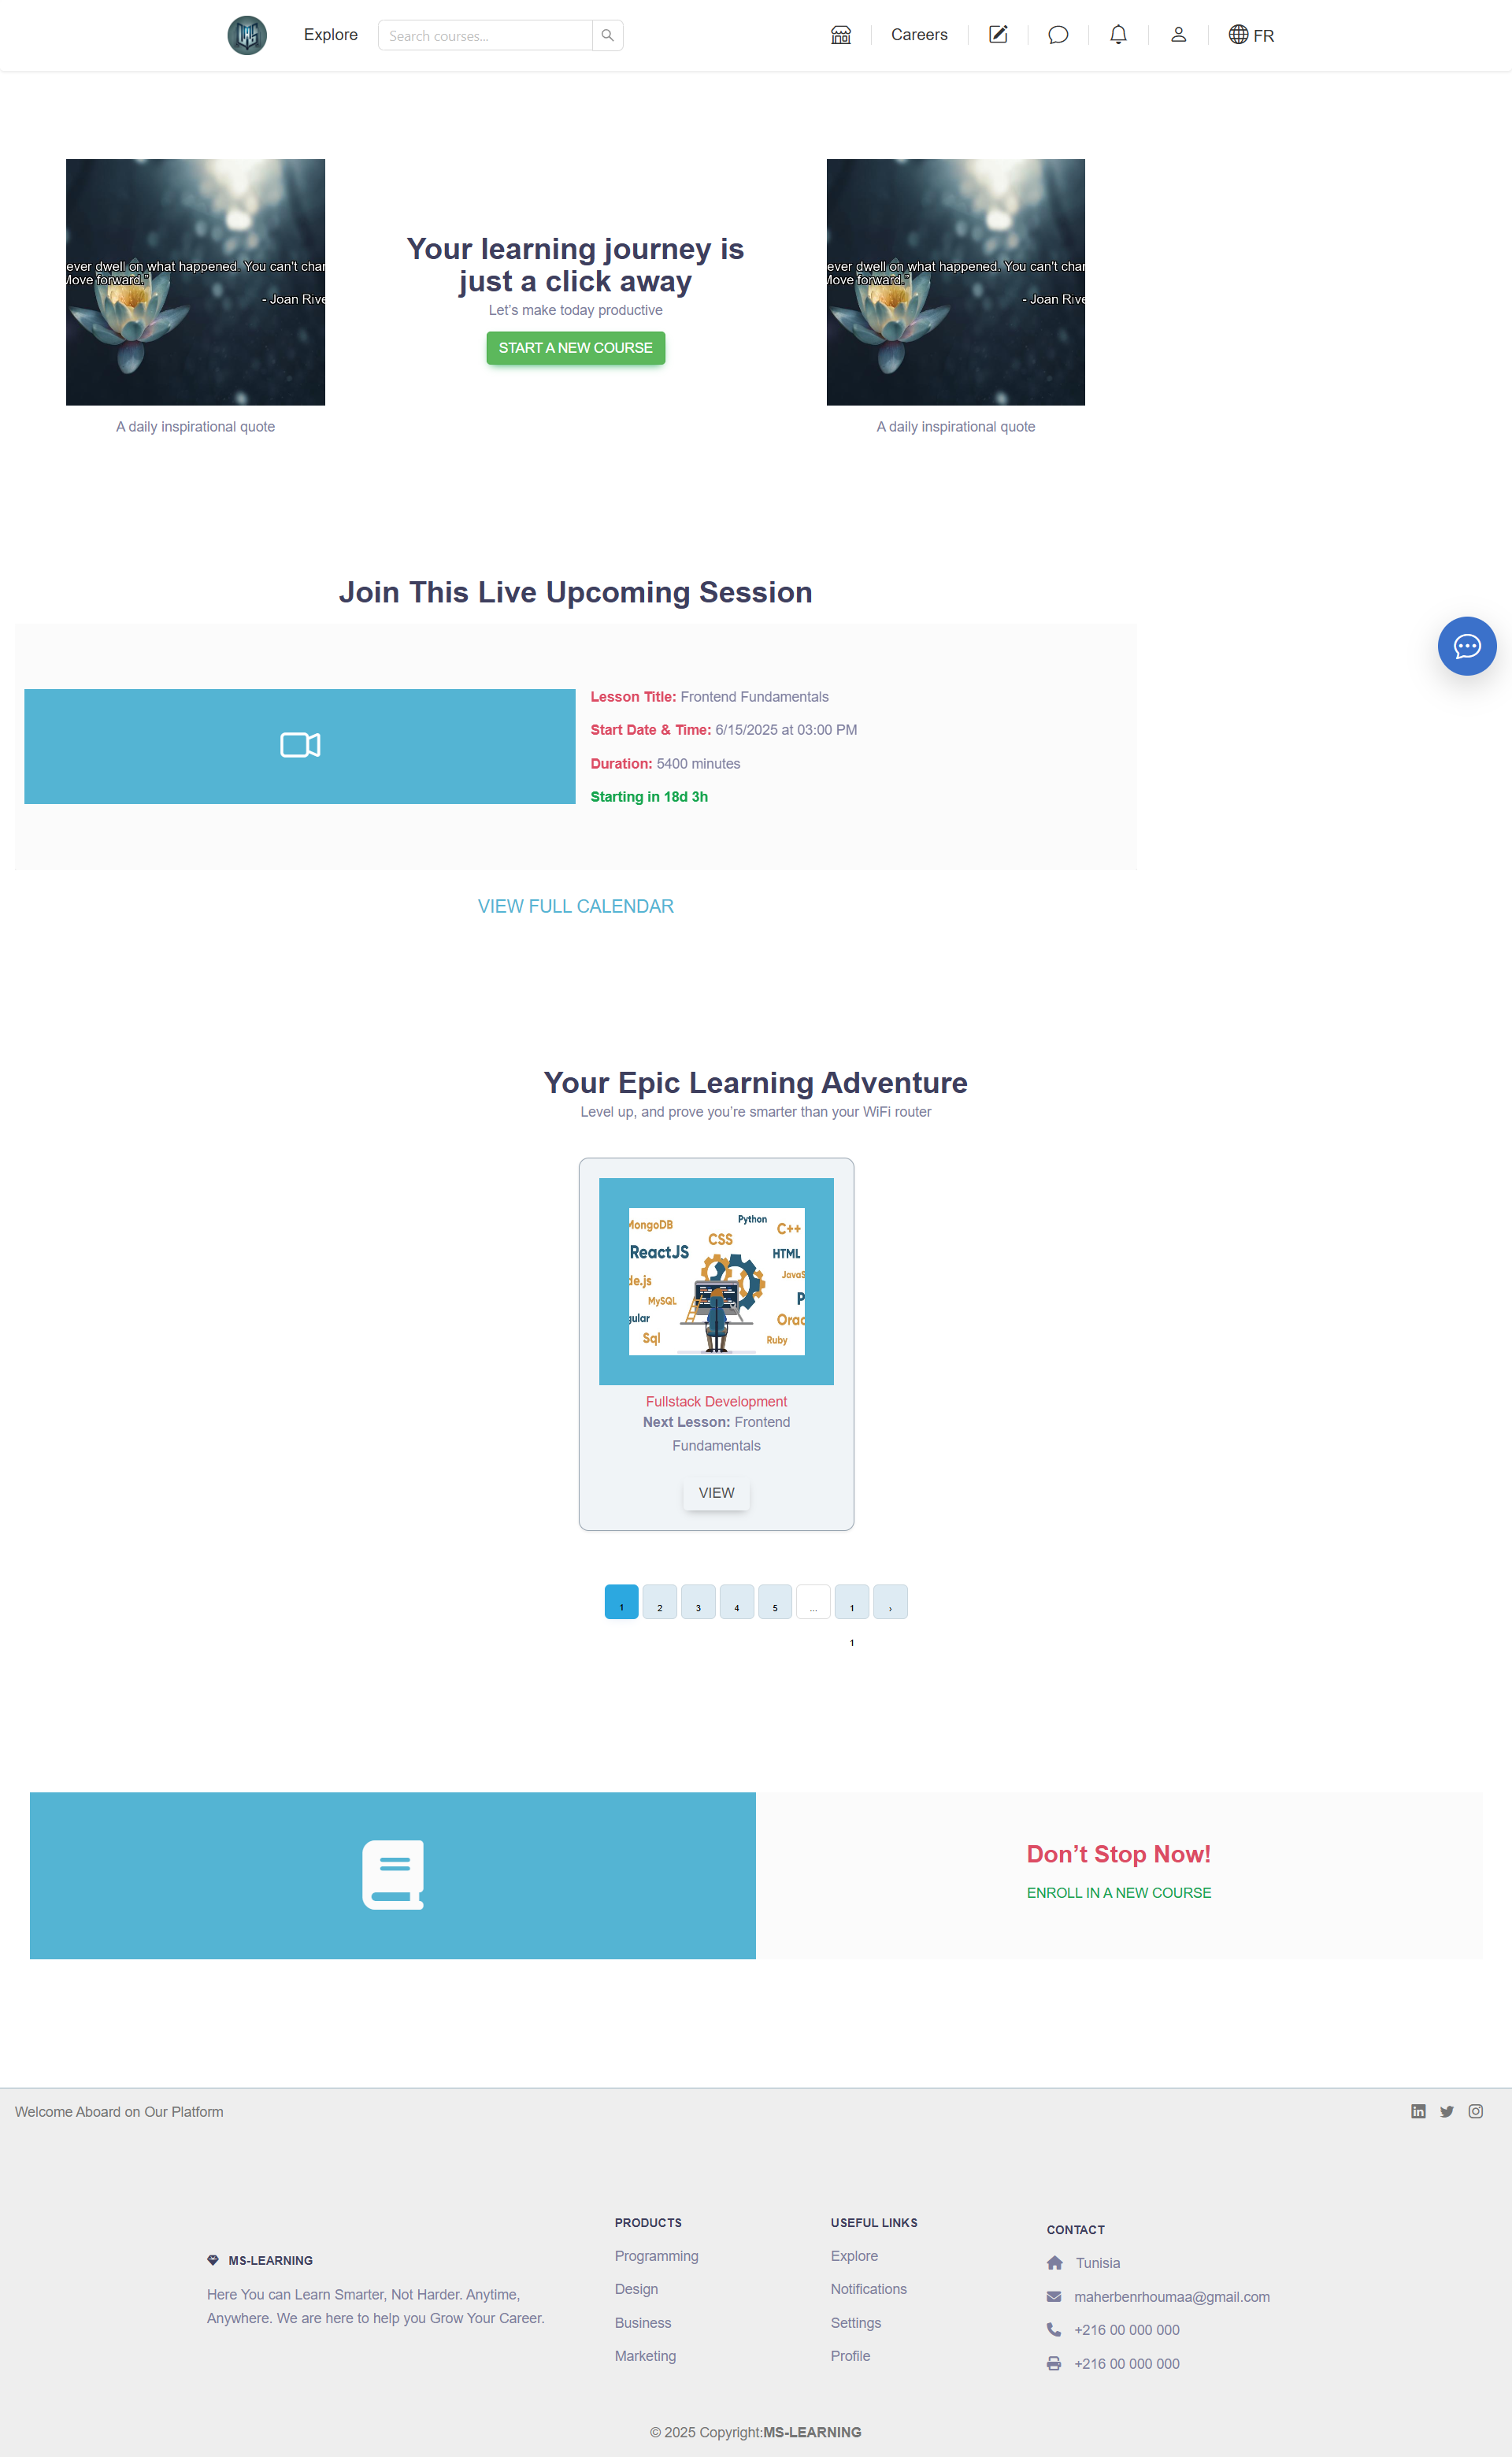 Explore
Search courses...
Careers
FR
ever dwell on what happened. You can't char
Move forward."
- Joan Rive
A daily inspirational quote
Your learning journey is
just a click away
Let's make today productive
START A NEW COURSE
ever dwell on what happened. You can't char
Move forward."
- Joan Rive
A daily inspirational quote
Join This Live Upcoming Session
Lesson Title: Frontend Fundamentals
Start Date & Time: 6/15/2025 at 03:00 PM
Duration: 5400 minutes
Starting in 18d 3h
VIEW FULL CALENDAR
Your Epic Learning Adventure
Level up, and prove you're smarter than your WiFi router
MongoDB
Python
C++
CSS
ReactJS
HTML
de.js
JavaS
MySQL
P
gular
Orac
Sql
Ruby
Fullstack Development
Next Lesson: Frontend
Fundamentals
VIEW
1 2 3 4 5 ... 1 ›
1
Don't Stop Now!
ENROLL IN A NEW COURSE
Welcome Aboard on Our Platform
MS-LEARNING
Here You can Learn Smarter, Not Harder. Anytime,
Anywhere. We are here to help you Grow Your Career.
PRODUCTS
Programming
Design
Business
Marketing
USEFUL LINKS
Explore
Notifications
Settings
Profile
CONTACT
Tunisia
maherbenrhoumaa@gmail.com
+216 00 000 000
+216 00 000 000
© 2025 Copyright:MS-LEARNING